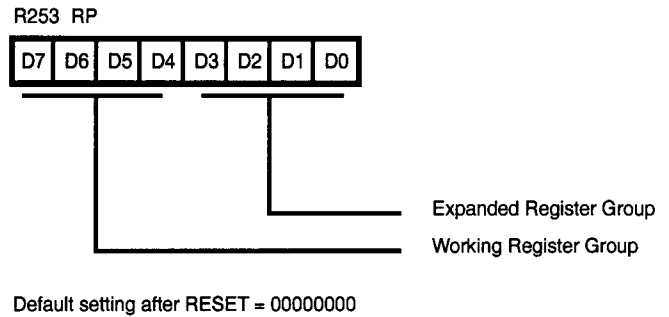 R253 RP
D7 D6 D5 D4 D3 D2 D1 D0
Expanded Register Group
Working Register Group
Default setting after RESET = 00000000